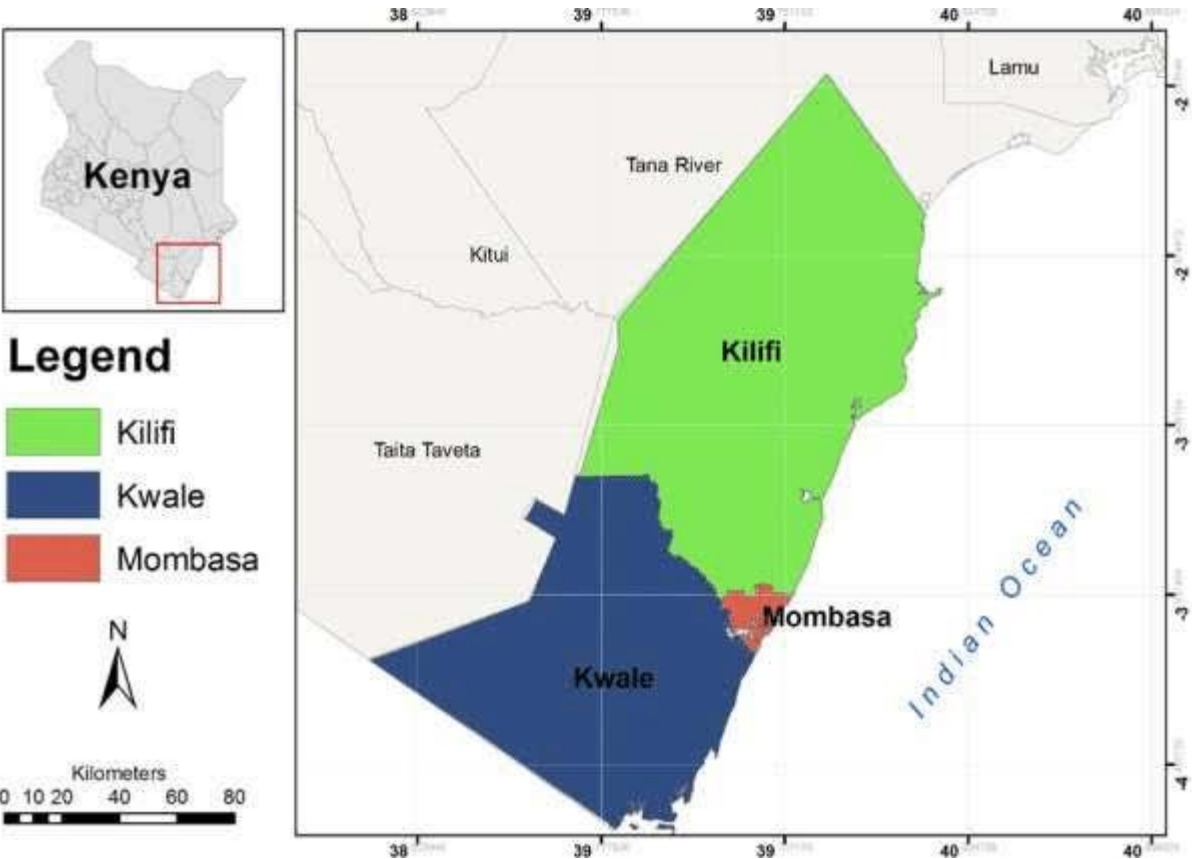 38 39 39 40 40
Kenya
Lamu
-2
Tana River
Kitui
-2
Legend
Kilifi
Kilifi
Taita Taveta
-3
Kwale
Mombasa
Indian Ocean
-3
Mombasa
N
Kwale
Kilometers
0 10 20 40 60 80
-4
38 39 39 40 40